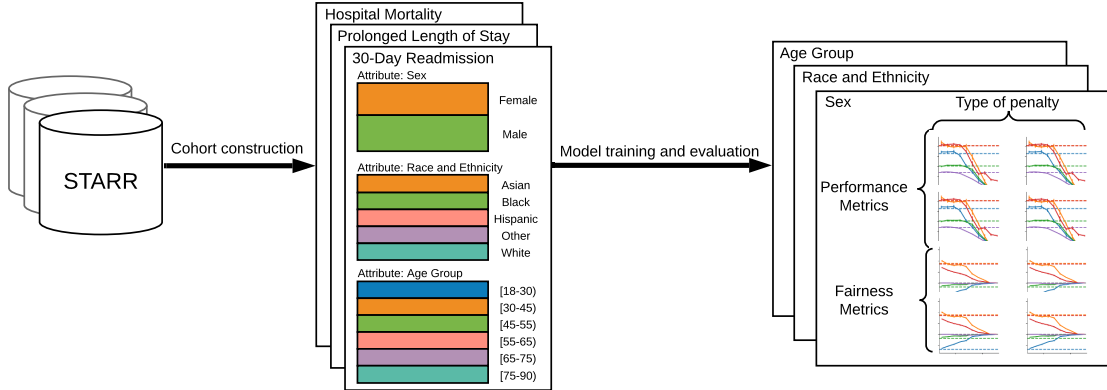 STARR
Cohort construction
Hospital Mortality
Prolonged Length of Stay
30-Day Readmission
Attribute: Sex
Female
Male
Attribute: Race and Ethnicity
Asian
Black
Hispanic
Other
White
Attribute: Age Group
[18-30)
[30-45)
[45-55)
[55-65)
[65-75)
[75-90)
Model training and evaluation
Age Group
Race and Ethnicity
Sex
Type of penalty
Performance
Metrics
Fairness
Metrics